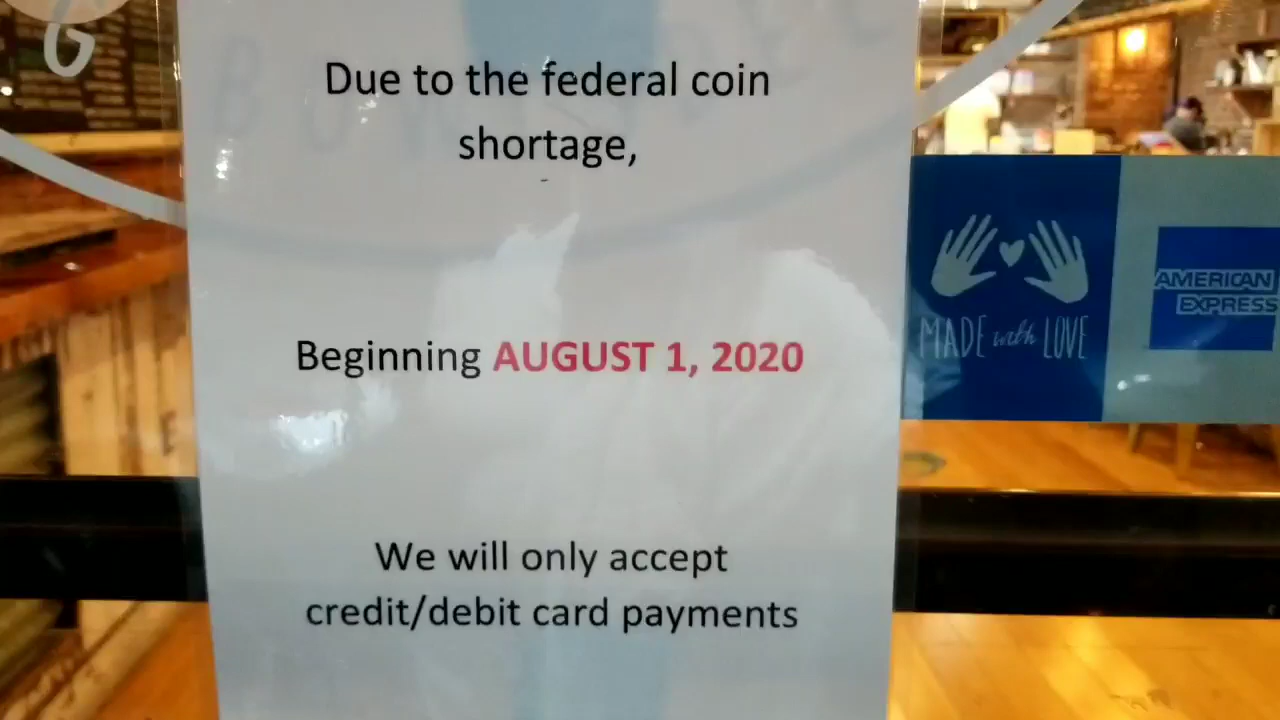 G
Due to the federal coin
shortage,
Beginning AUGUST 1, 2020
We will only accept
credit/debit card payments
MADE with LOVE
AMERICAN
EXPRESS